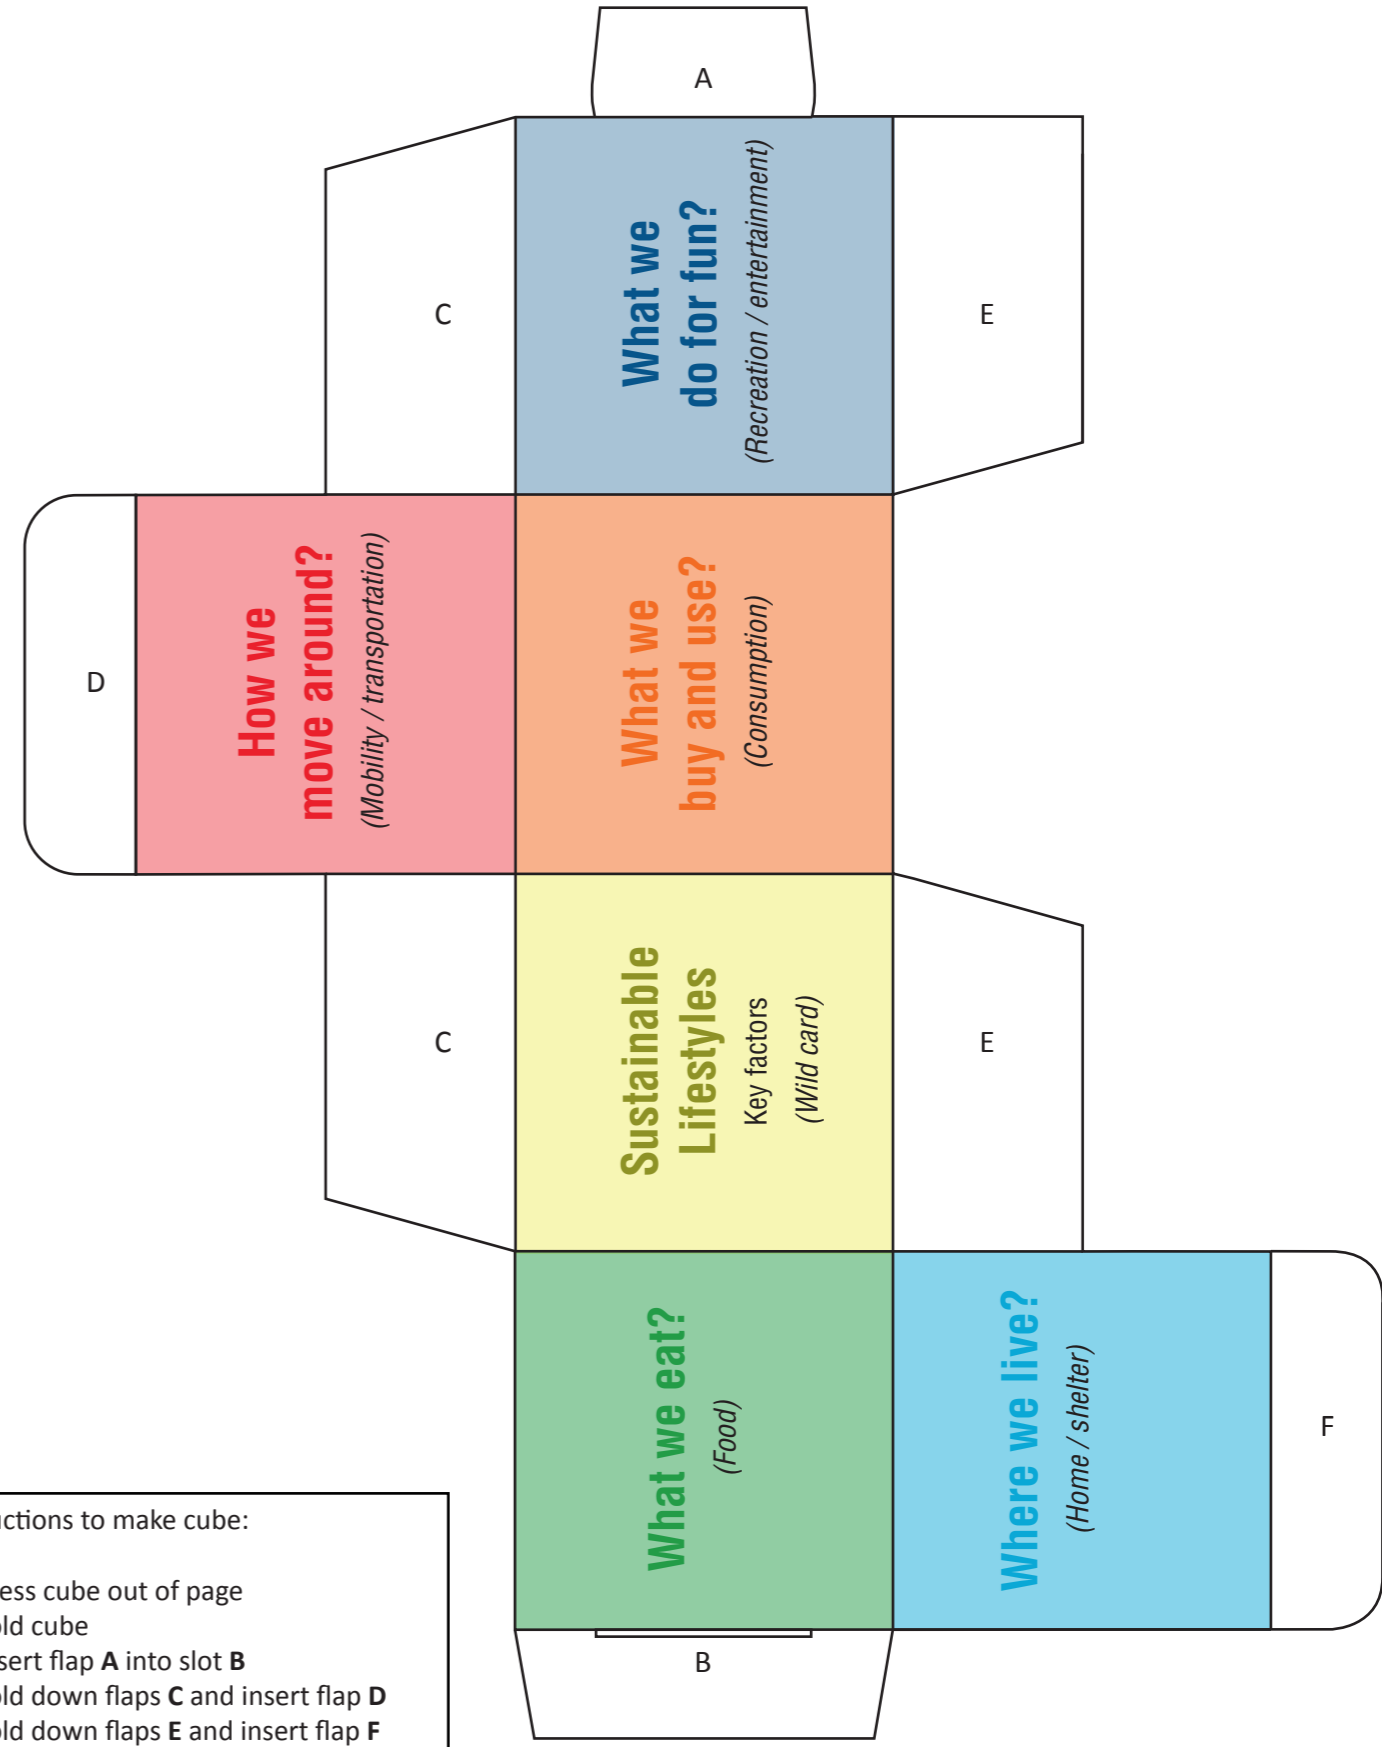 A
C
What we
do for fun?
(Recreation / entertainment)
E
D
How we
move around?
(Mobility / transportation)
What we
buy and use?
(Consumption)
C
Sustainable
Lifestyles
Key factors
(Wild card)
E
What we eat?
(Food)
Where we live?
(Home / shelter)
F
B
uctions to make cube:
ess cube out of page
old cube
sert flap A into slot B
old down flaps C and insert flap D
old down flaps E and insert flap F